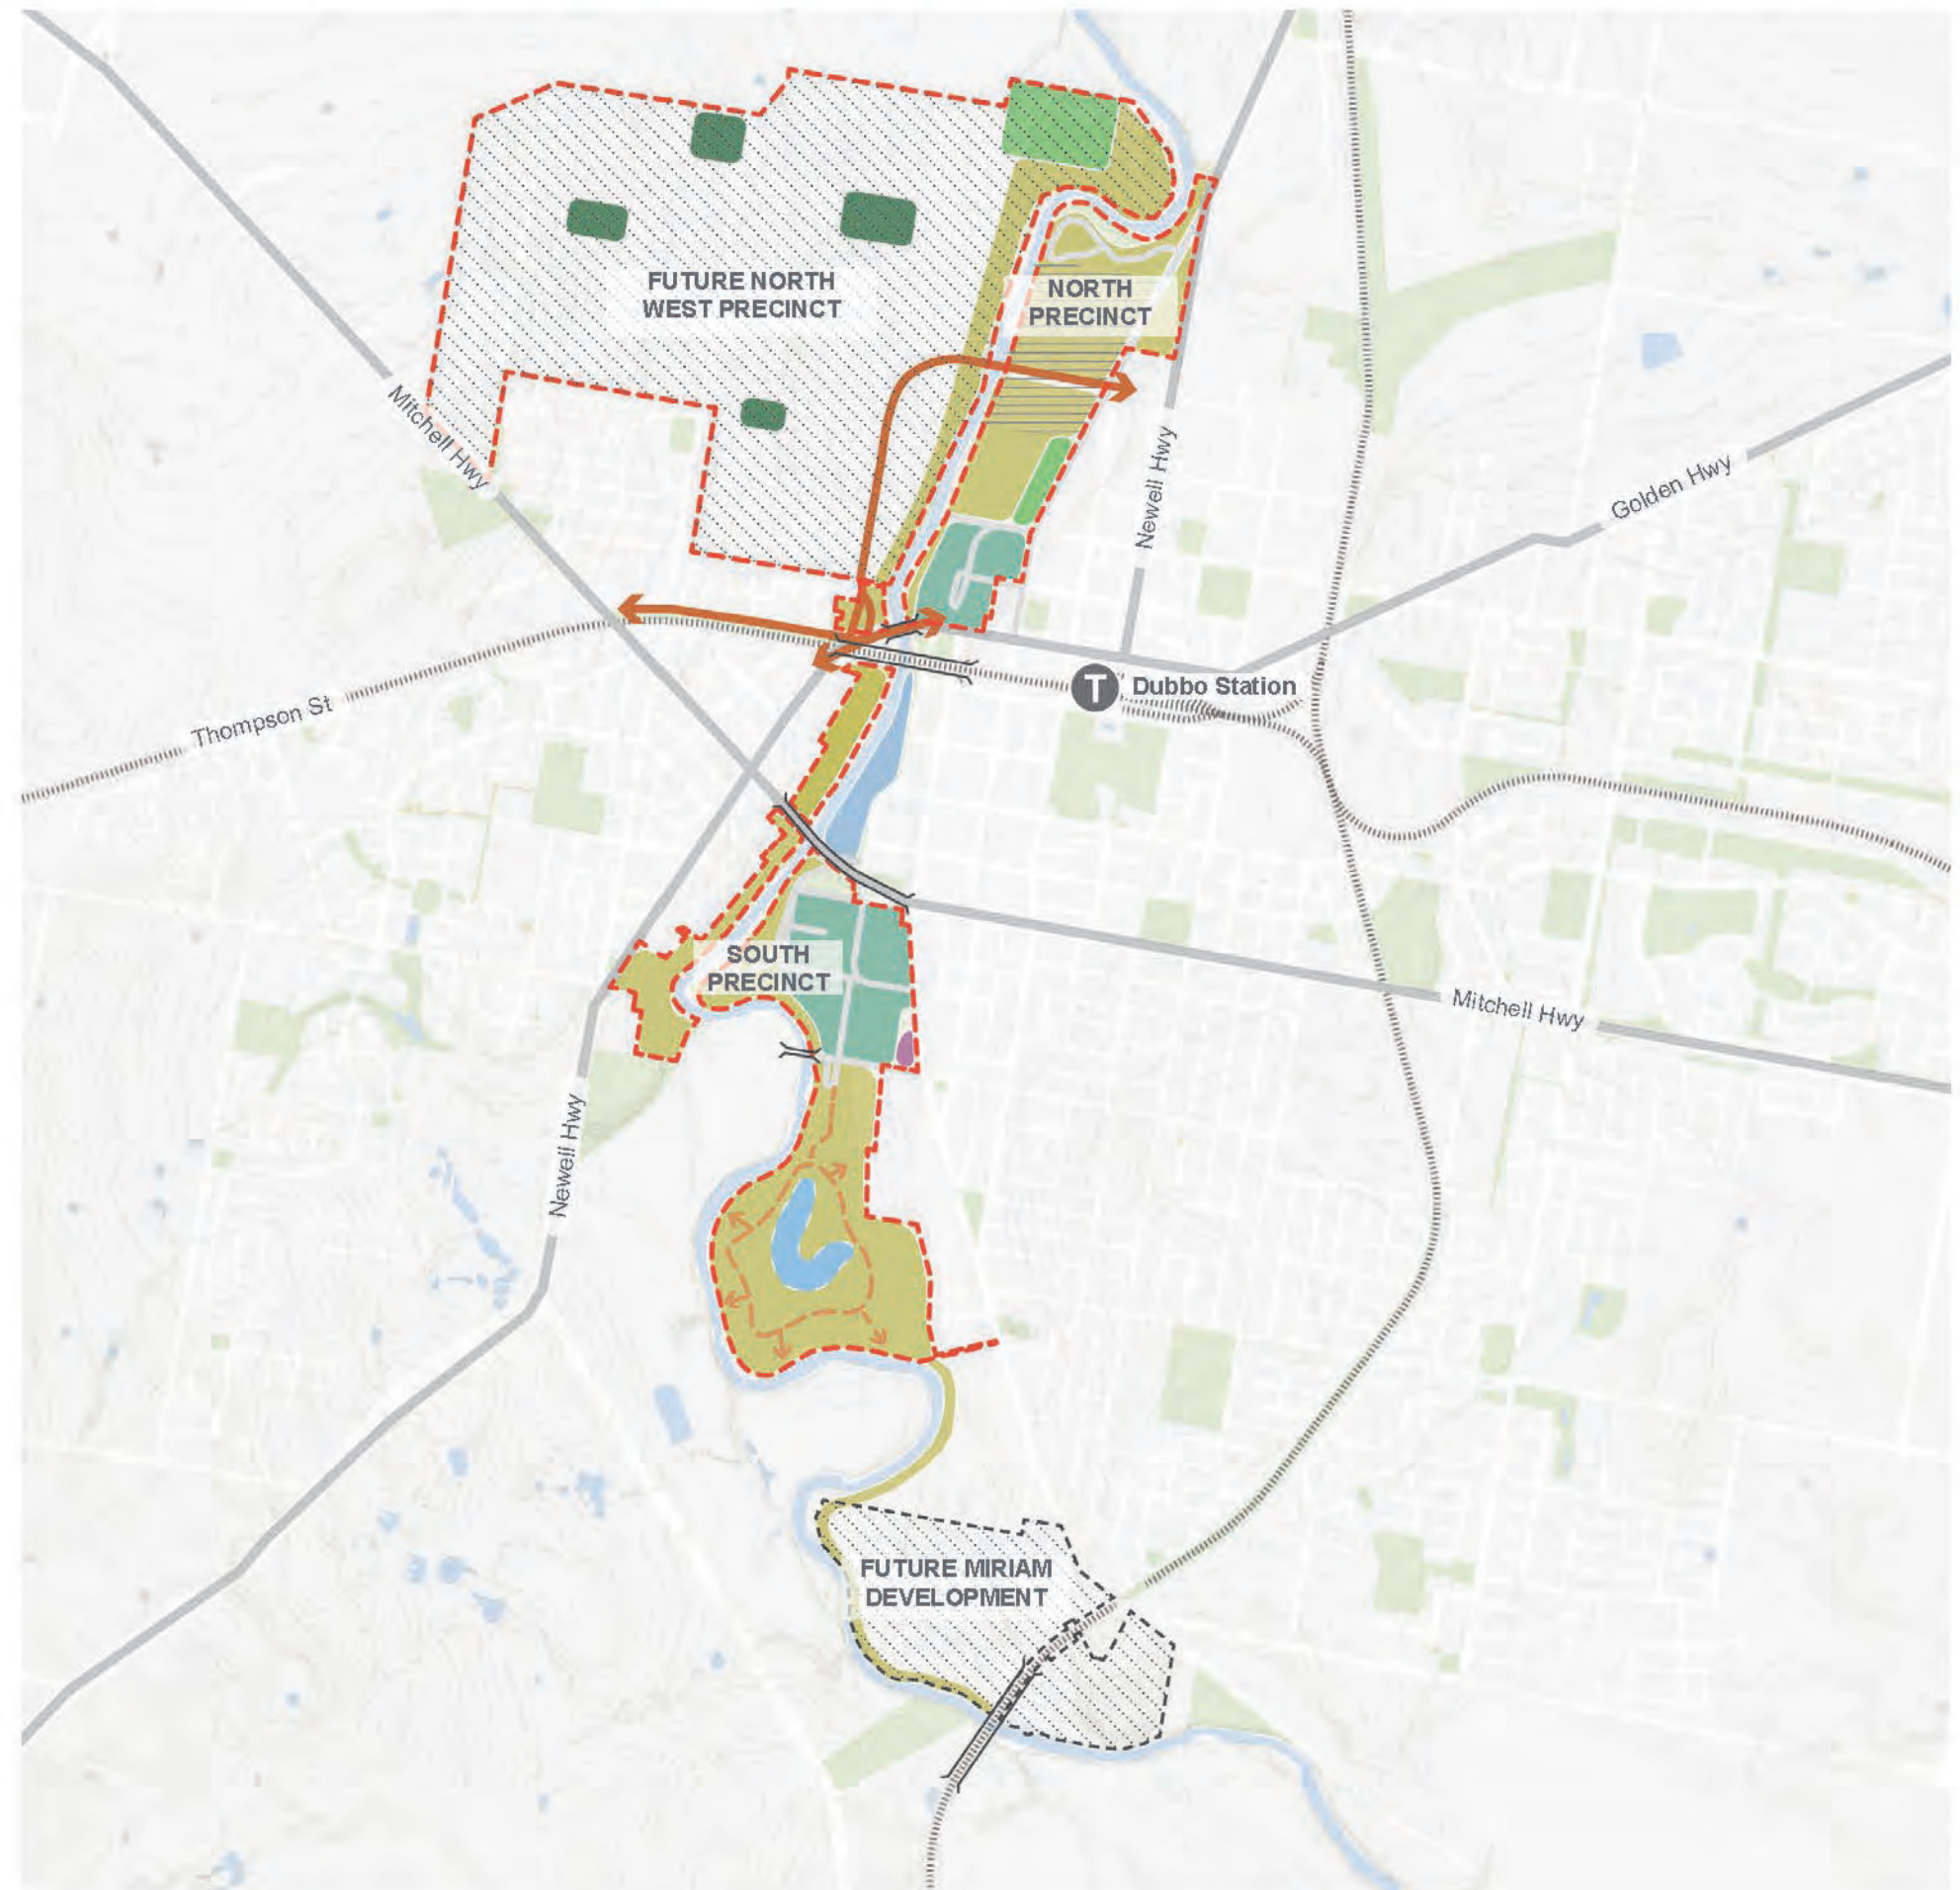 FUTURE NORTH
WEST PRECINCT
NORTH
PRECINCT
Mitchell Hwy
Newell Hwy
Golden Hwy
T
Dubbo Station
Thompson St
SOUTH
PRECINCT
Mitchell Hwy
Newell Hwy
FUTURE MIRIAM
DEVELOPMENT